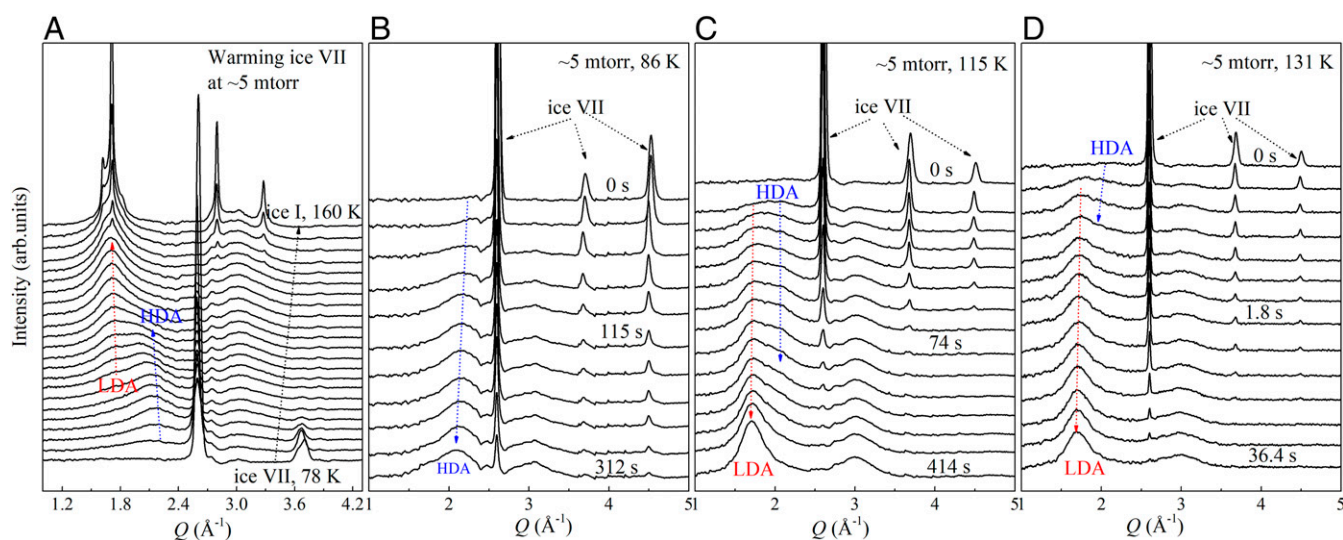 A
B
C
D
Warming ice VII
at ~5 mtorr
~5 mtorr, 86 K
~5 mtorr, 115 K
~5 mtorr, 131 K
ice VII
ice VII
ice VII
0 s
0 s
0 s
HDA
HDA
HDA
ice I, 160 K
LDA
115 s
74 s
1.8 s
HDA
312 s
LDA
414 s
LDA
36.4 s
ice VII, 78 K
Intensity (arb.units)
1.2 1.8 2.4 3.0 3.6 4.2
1 2 3 4 5
1 2 3 4 5
1 2 3 4 5
Q (Å-1)
Q (Å-1)
Q (Å-1)
Q (Å-1)